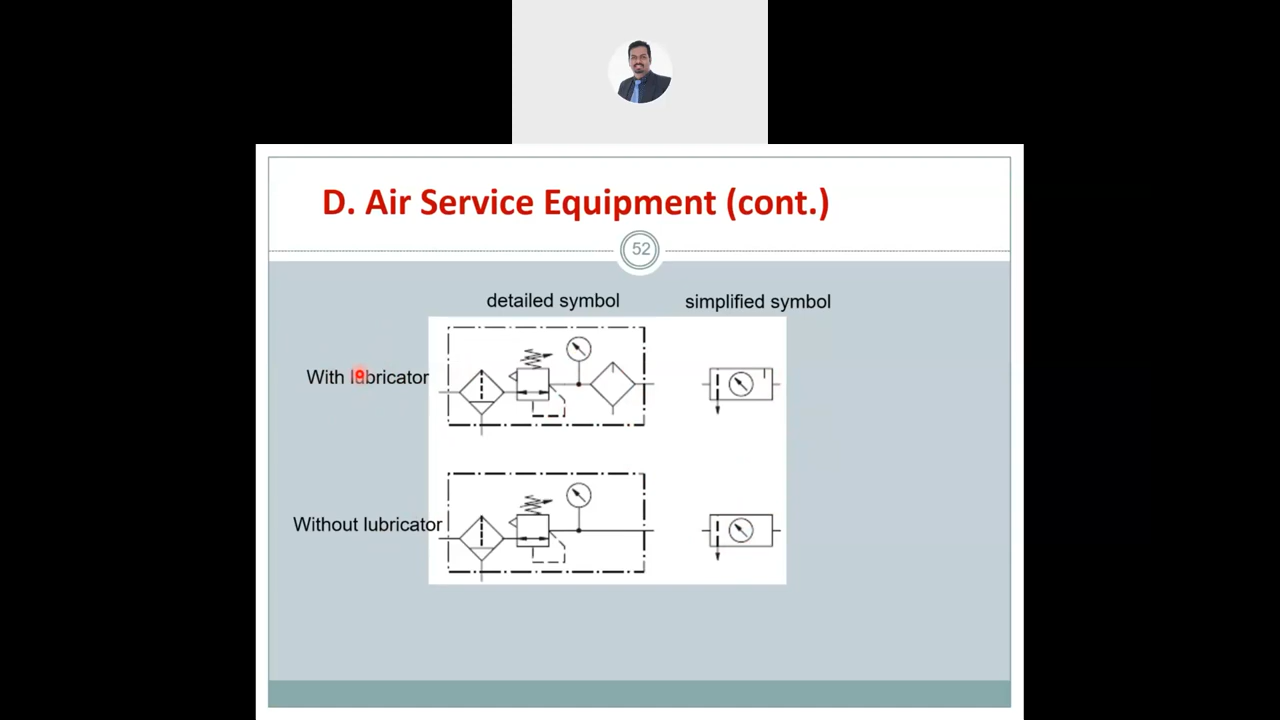 D. Air Service Equipment (cont.)
52
detailed symbol
simplified symbol
With lubricator
Without lubricator